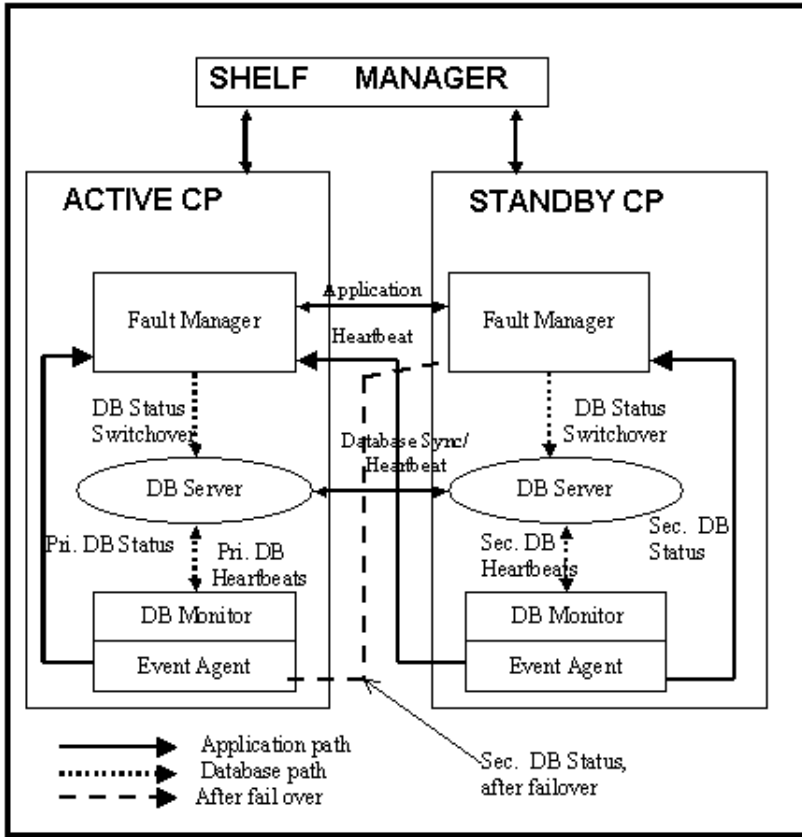 SHELF MANAGER
ACTIVE CP
STANDBY CP
Fault Manager
Application
Heartbeat
Fault Manager
DB Status
Switchover
DB Status
Switchover
Database Sync/
Heartbeat
DB Server
DB Server
Pri. DB Status
Pri. DB
Heartbeats
Sec. DB
Heartbeats
Sec. DB
Status
DB Monitor
Event Agent
DB Monitor
Event Agent
Application path
Database path
After fail over
Sec. DB Status,
after failover